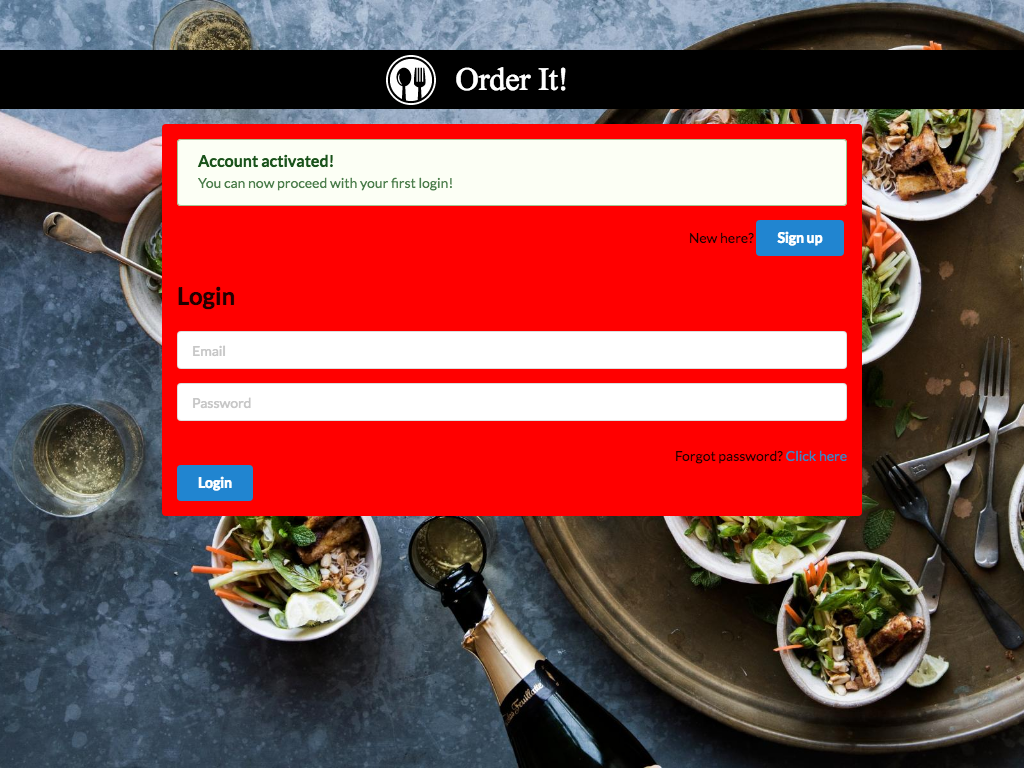 Order It!
Account activated!
You can now proceed with your first login!
New here? Sign up
Login
Email
Password
Forgot password? Click here
Login